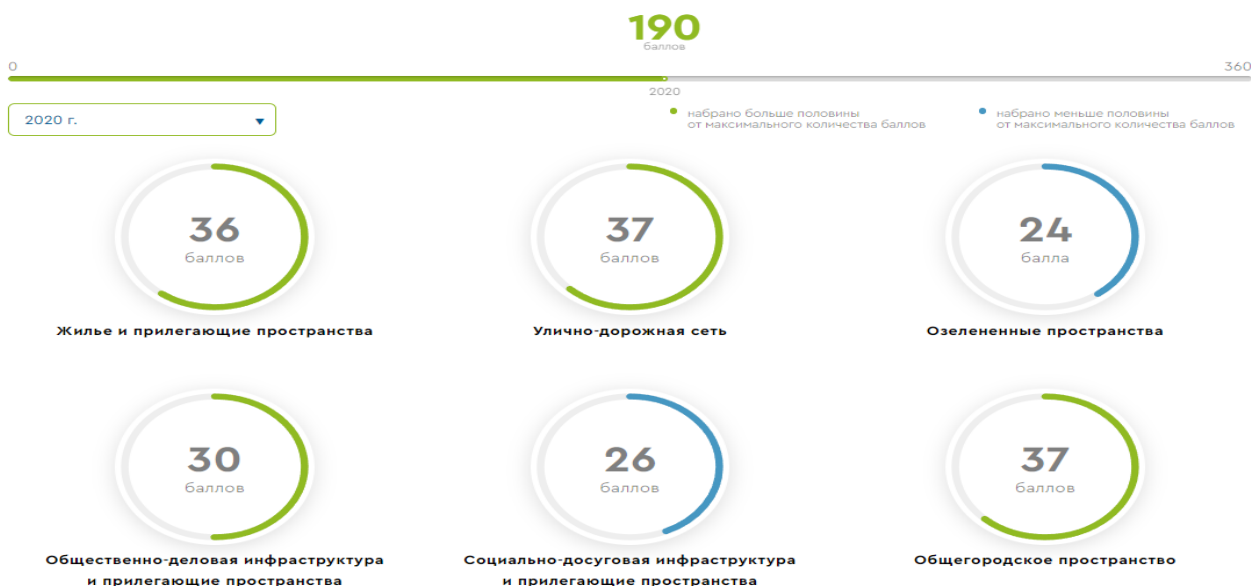 190
баллов
0
360
2020
2020 г.
набрано больше половины
от максимального количества баллов
набрано меньше половины
от максимального количества баллов
36
баллов
Жилье и прилегающие пространства
37
баллов
Улично-дорожная сеть
24
балла
Озелененные пространства
30
баллов
Общественно-деловая инфраструктура
и прилегающие пространства
26
баллов
Социально-досуговая инфраструктура
и прилегающие пространства
37
баллов
Общегородское пространство